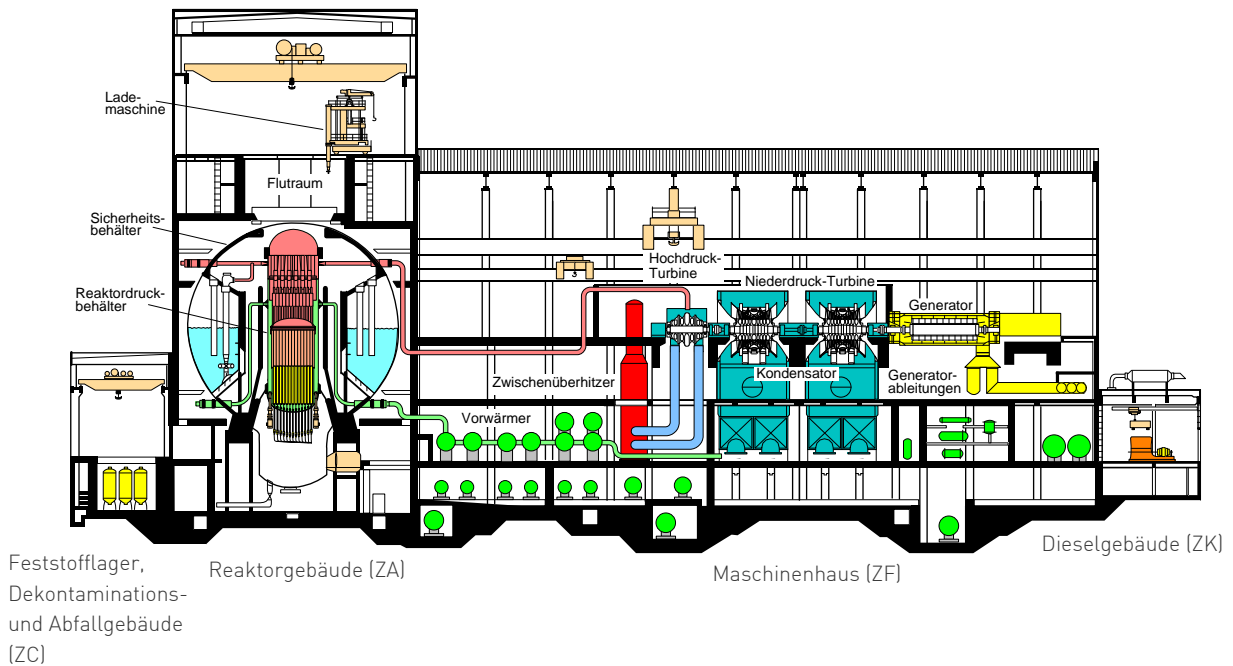 Lade-
maschine
Flutraum
Sicherheits-
behälter
Hochdruck-
Turbine
Niederdruck-Turbine
Reaktordruck-
behälter
Generator
Zwischenüberhitzer
Kondensator
Generator-
ableitungen
Vorwärmer
Feststofflager,
Dekontaminations-
und Abfallgebäude
(ZC)
Reaktorgebäude (ZA)
Maschinenhaus (ZF)
Dieselgebäude (ZK)